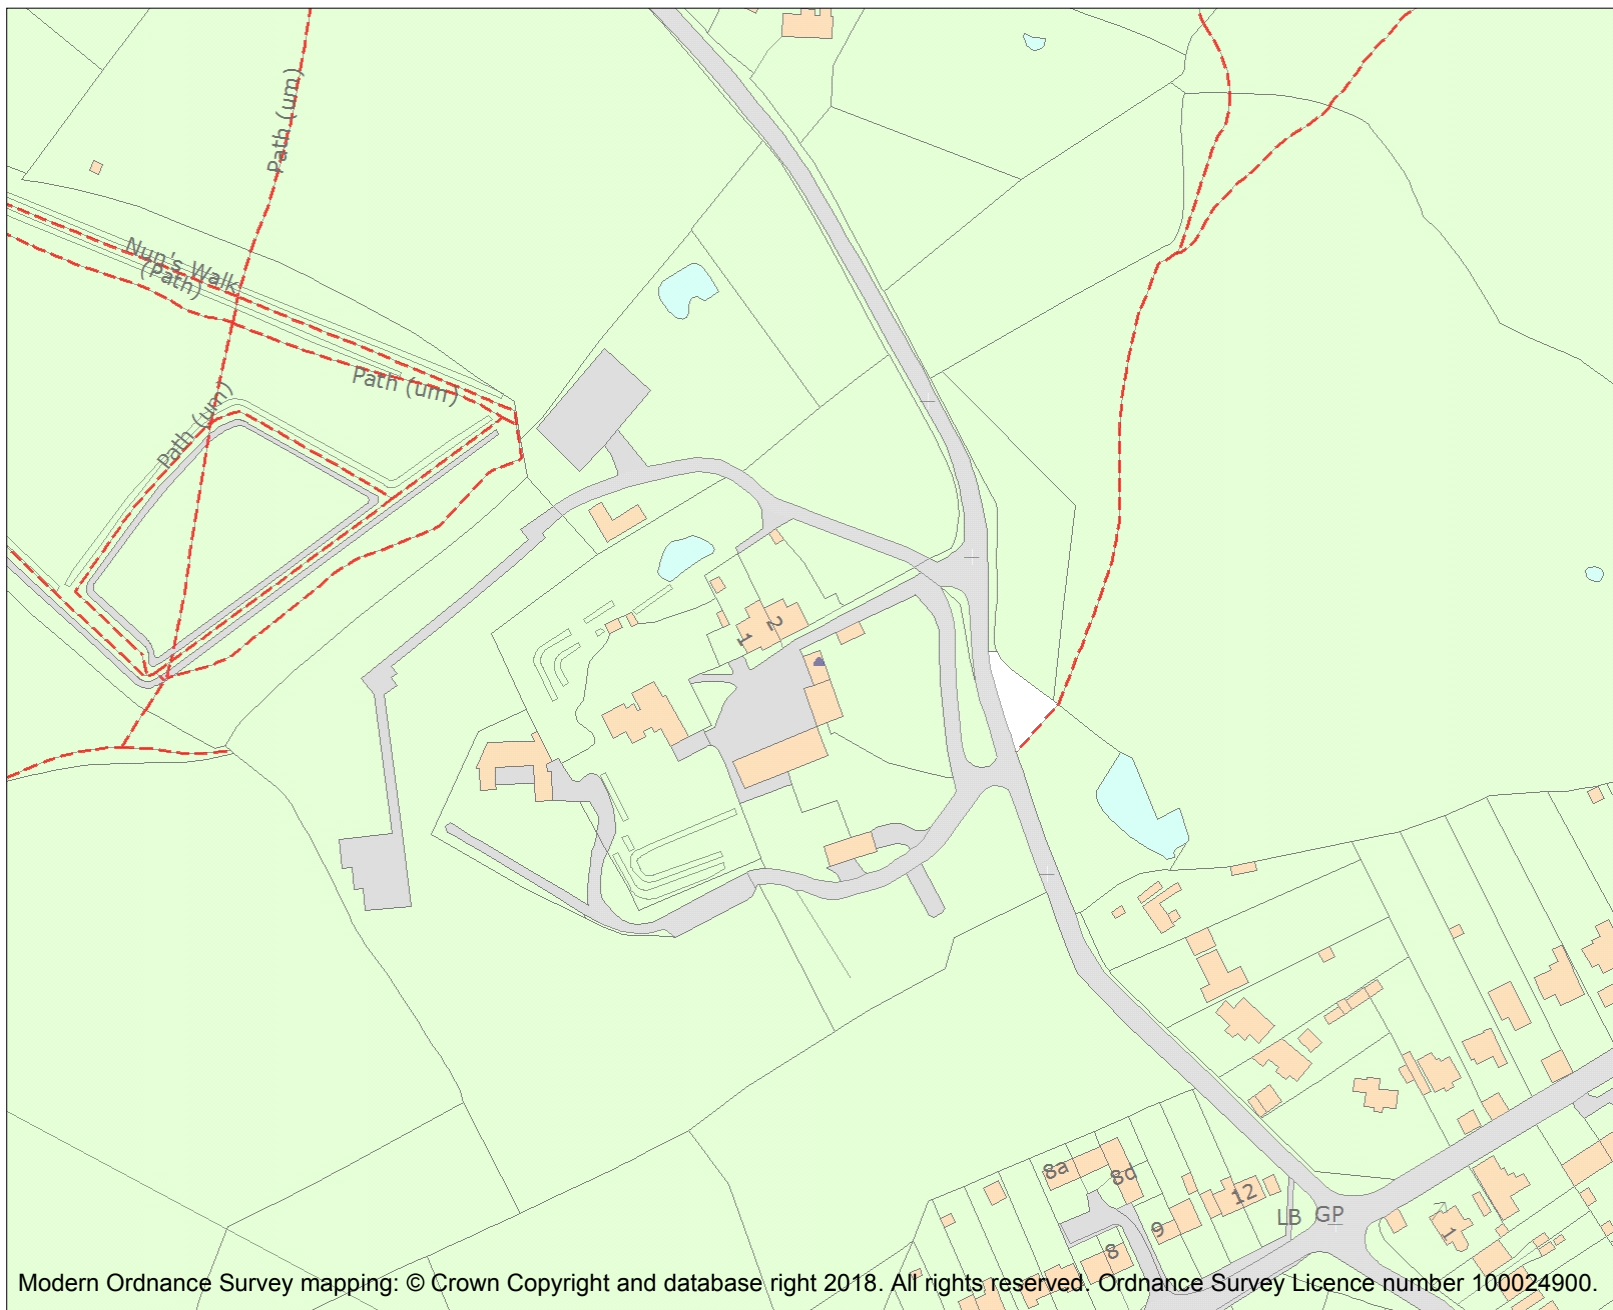 Path (um)
Nun's Walk
(Path)
Path (um)
Path (um)
1
2
8a
8d
12
9
8
LB
GP
1
Modern Ordnance Survey mapping: © Crown Copyright and database right 2018. All rights reserved. Ordnance Survey Licence number 100024900.